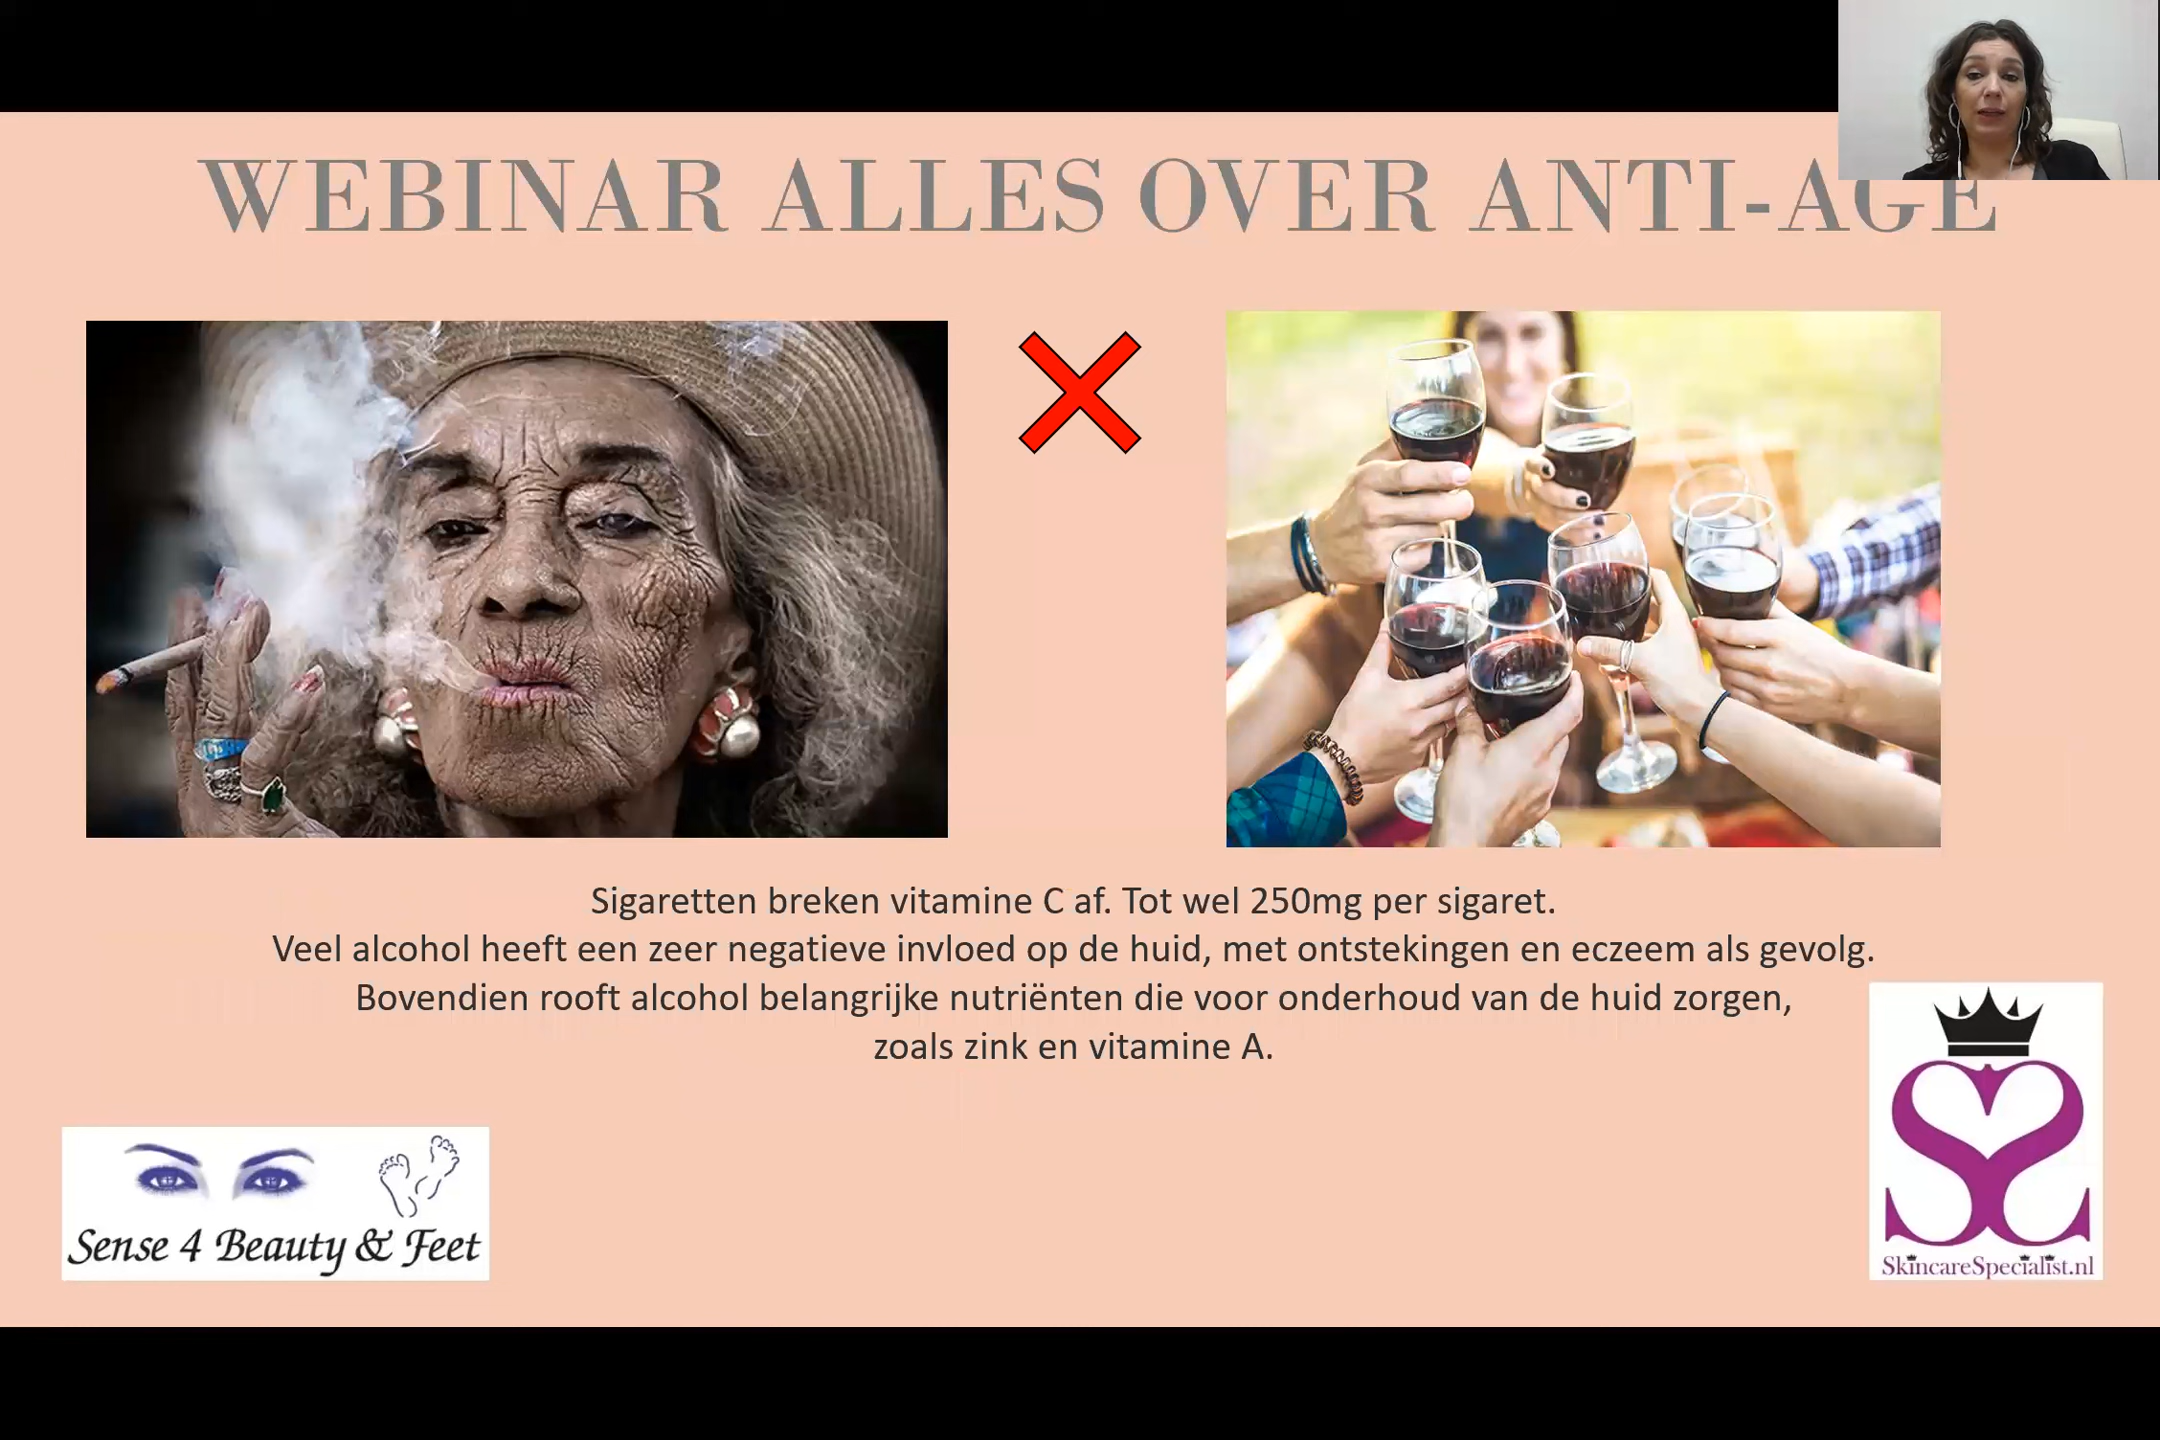 WEBINAR ALLES OVER ANTI-AGE
Sigaretten breken vitamine C af. Tot wel 250mg per sigaret.
Veel alcohol heeft een zeer negatieve invloed op de huid, met ontstekingen en eczeem als gevolg.
Bovendien rooft alcohol belangrijke nutriënten die voor onderhoud van de huid zorgen,
zoals zink en vitamine A.
Sense 4 Beauty & Feet
SkincareSpecialist.nl